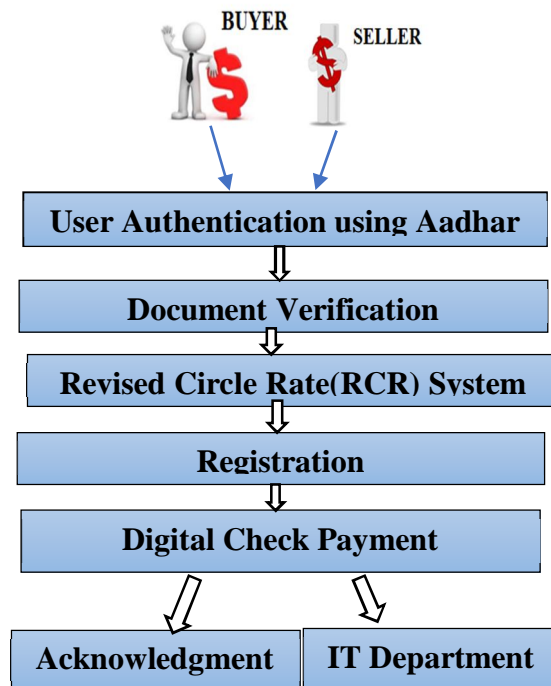 BUYER
SELLER
User Authentication using Aadhar
Document Verification
Revised Circle Rate(RCR) System
Registration
Digital Check Payment
Acknowledgment
IT Department